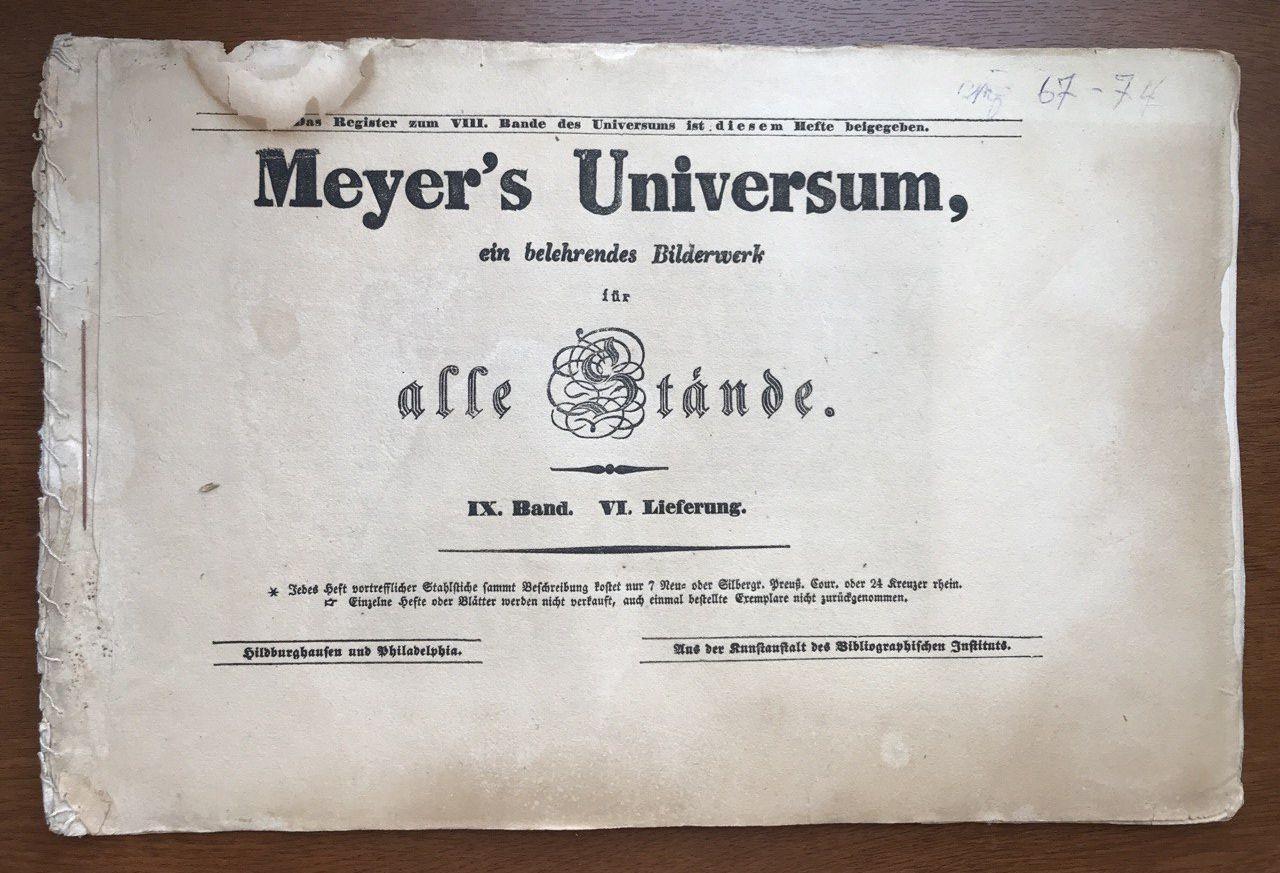 67 - 74
Das Register zum VIII. Bande des Universums ist diesem Hefte beigegeben.
Meyer's Universum,
ein belehrendes Bilderwerk
für
alle Stände.
IX. Band. VI. Lieferung.
* Jedes Heft vortrefflicher Stahlstiche sammt Beschreibung kostet nur 7 Neu= oder Silbergr. Preuß. Cour. oder 24 Kreuzer rhein.
☞ Einzelne Hefte oder Blätter werden nicht verkauft, auch einmal bestellte Exemplare nicht zurückgenommen.
Hildburghausen und Philadelphia.
Aus der Kunstanstalt des Bibliographischen Instituts.